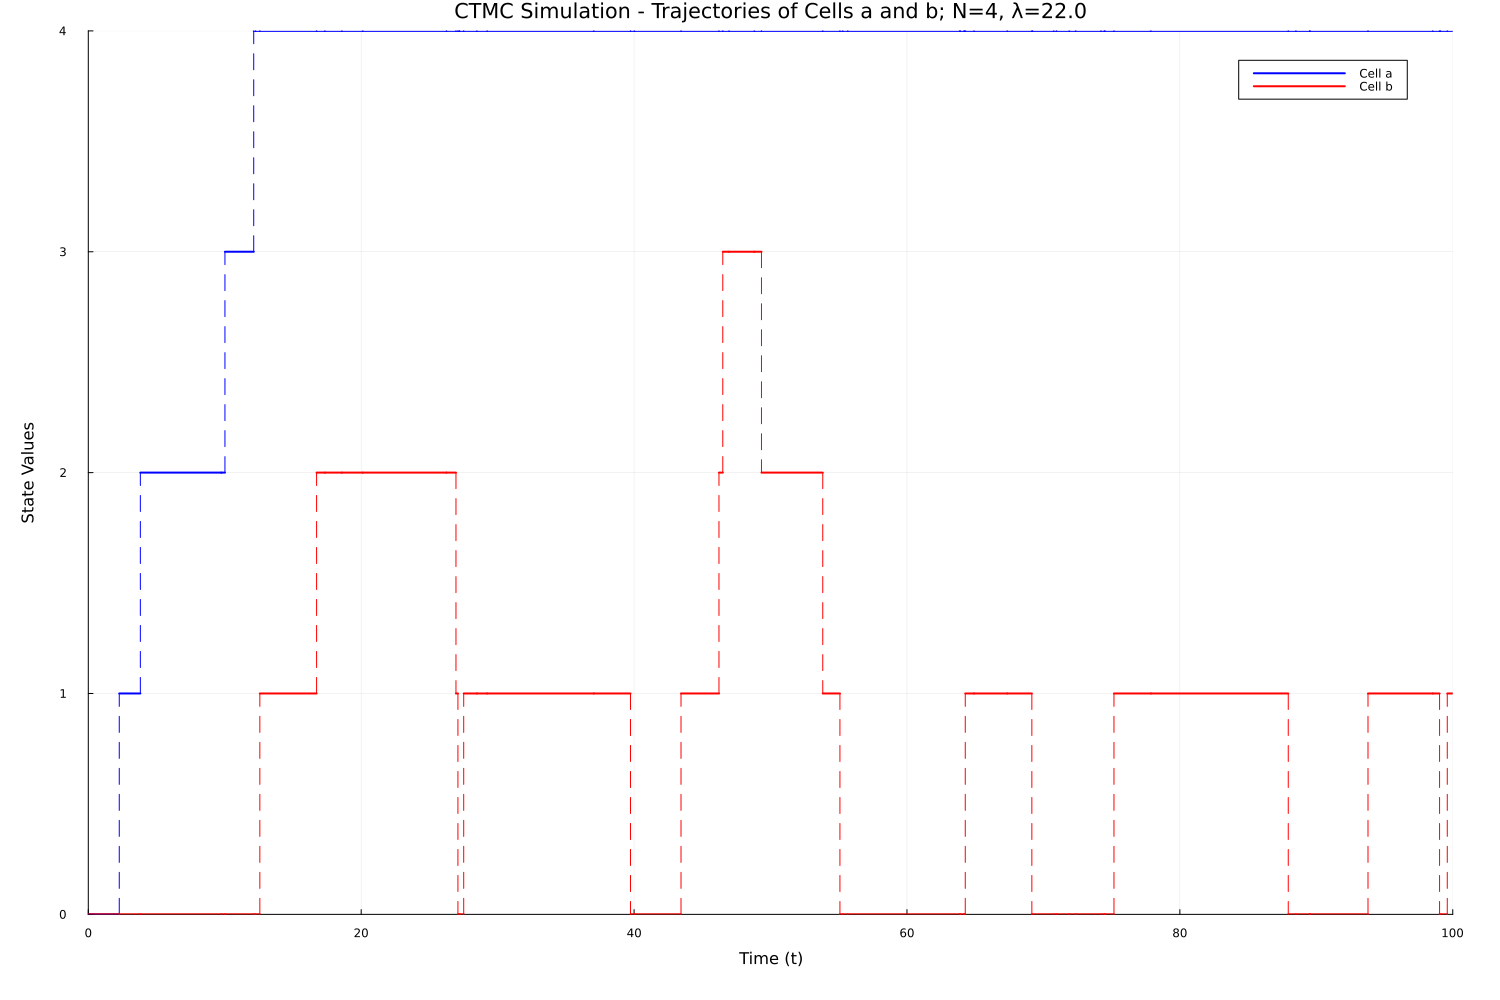 CTMC Simulation - Trajectories of Cells a and b; N=4, λ=22.0
4
3
2
1
0
State Values
Cell a
Cell b
0 20 40 60 80 100
Time (t)